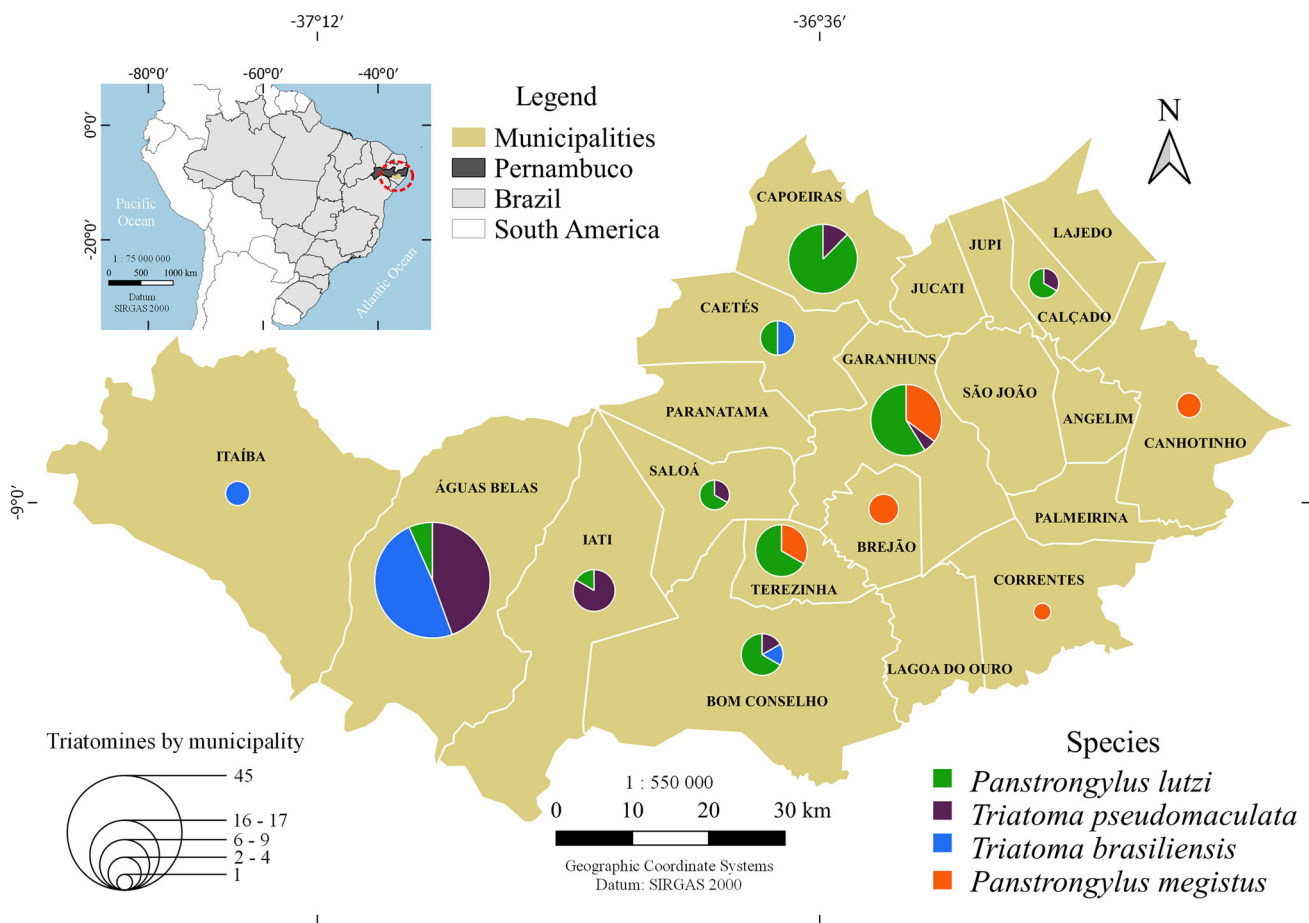 -37°12'
-36°36'
-80°0'
-60°0'
-40°0'
0°0'
-20°0'
Pacific
Ocean
Atlantic Ocean
1 : 75 000 000
0 500 1000 km
Datum
SIRGAS 2000
Legend
Municipalities
Pernambuco
Brazil
South America
N
CAPOEIRAS
LAJEDO
JUPI
JUCATI
CALÇADO
CAETÉS
GARANHUNS
SÃO JOÃO
PARANATAMA
ANGELIM
CANHOTINHO
ITAÍBA
SALOÁ
ÁGUAS BELAS
-9°0'
PALMEIRINA
IATI
BREJÃO
TEREZINHA
CORRENTES
LAGOA DO OURO
BOM CONSELHO
Triatomines by municipality
45
16 - 17
6 - 9
2 - 4
1
1 : 550 000
0 10 20 30 km
Geographic Coordinate Systems
Datum: SIRGAS 2000
Species
Panstrongylus lutzi
Triatoma pseudomaculata
Triatoma brasiliensis
Panstrongylus megistus